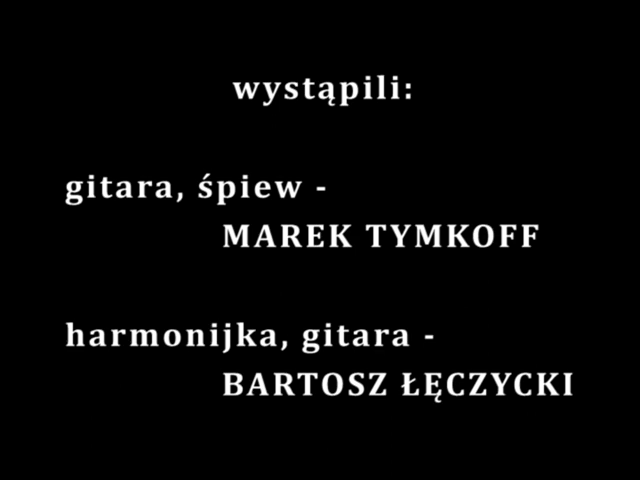 wystąpili:
gitara, śpiew -
MAREK TYMKOFF
harmonijka, gitara -
BARTOSZ ŁĘCZYCKI